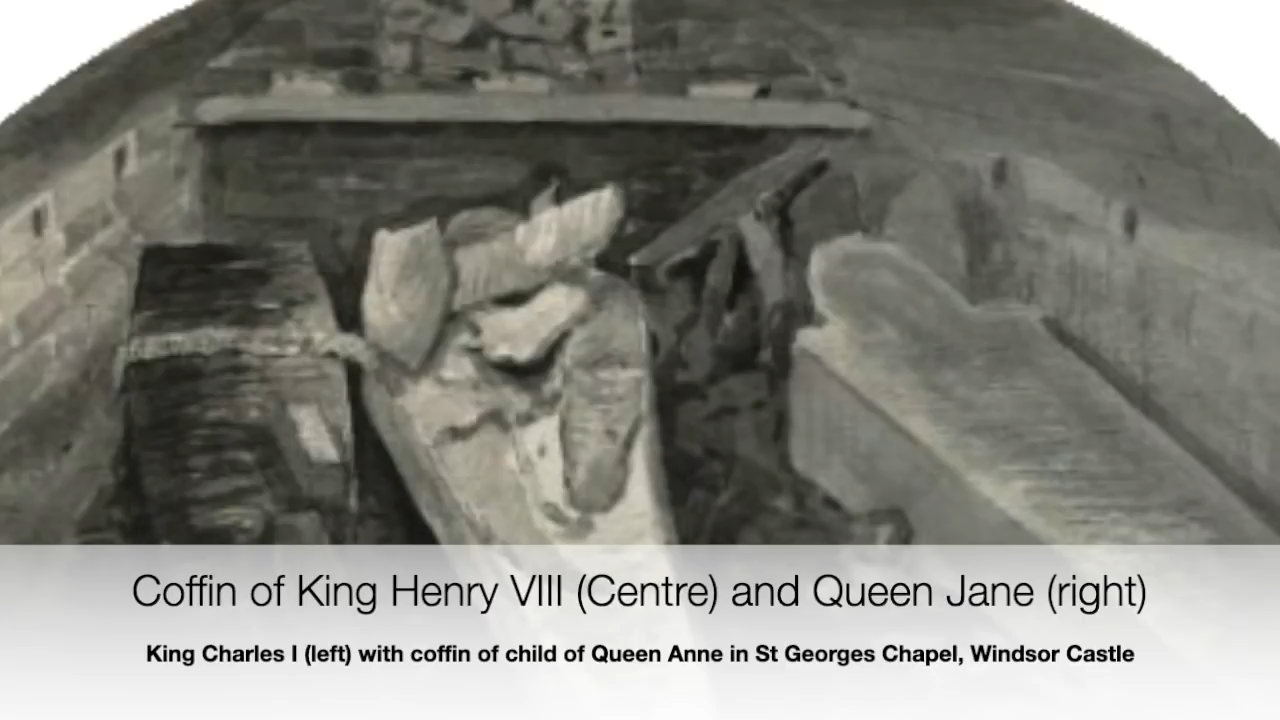 Coffin of King Henry VIII (Centre) and Queen Jane (right)
King Charles I (left) with coffin of child of Queen Anne in St Georges Chapel, Windsor Castle